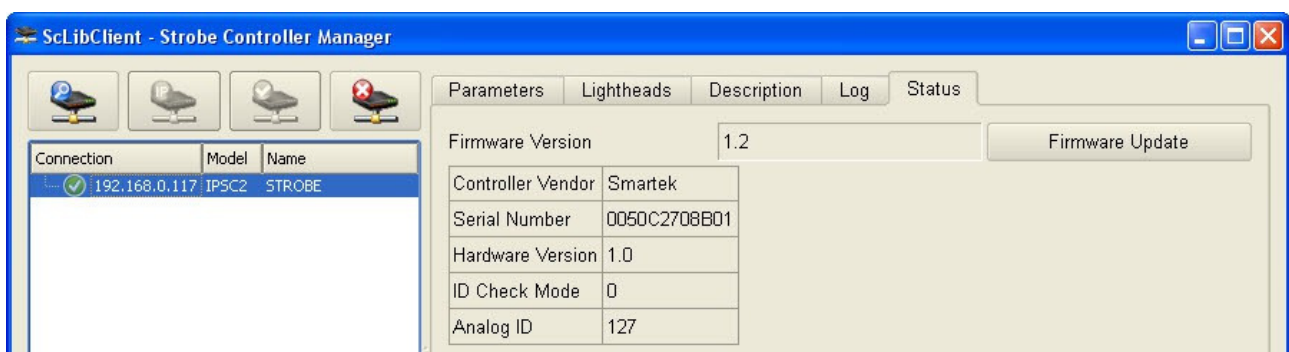 ScLibClient - Strobe Controller Manager
Parameters Lightheads Description Log Status
Firmware Version 1.2 Firmware Update
Connection Model Name
192.168.0.117 IPSC2 STROBE
Controller Vendor Smartek
Serial Number 0050C2708B01
Hardware Version 1.0
ID Check Mode 0
Analog ID 127